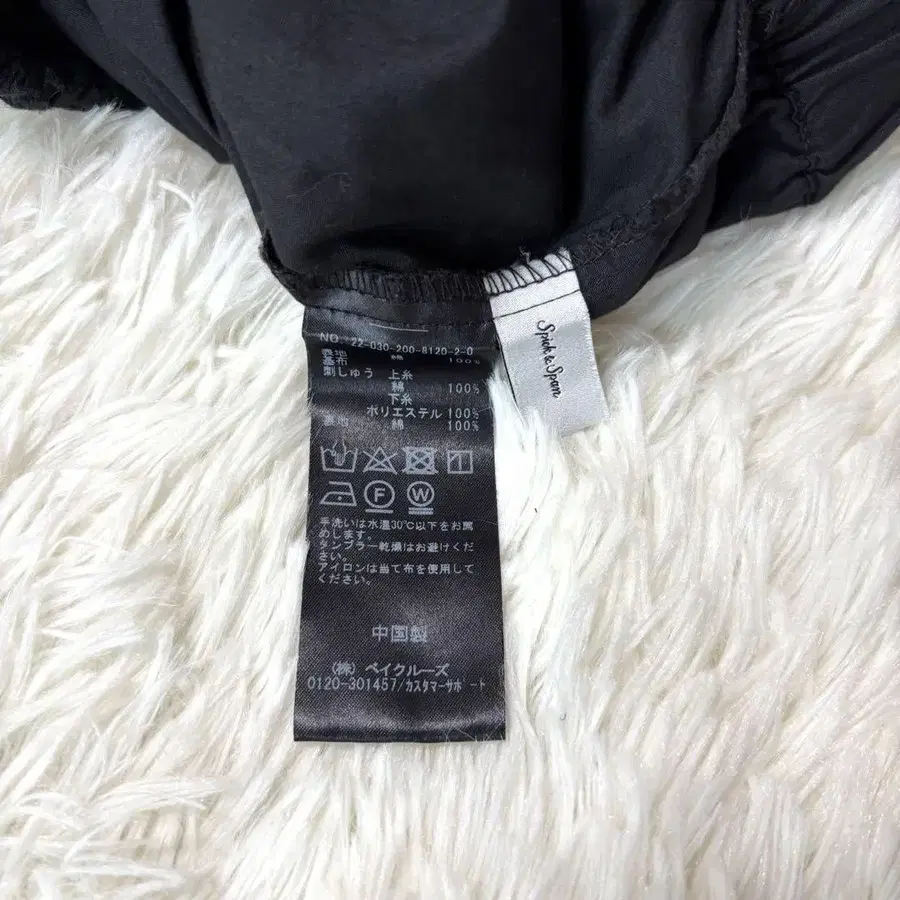 NO. 22-030-200-8120-2-0
表地 綿 100%
基布
刺しゅう 上糸
綿 100%
下糸
ポリエステル 100%
裏地 綿 100%
F W
手洗いは水温30℃以下をお薦
めします。
タンブラー乾燥はお避けくださ
い。
アイロンは当て布を使用して
ください。
中国製
(株) ベイクルーズ
0120-301457/カスタマーサポート
Spick & Span